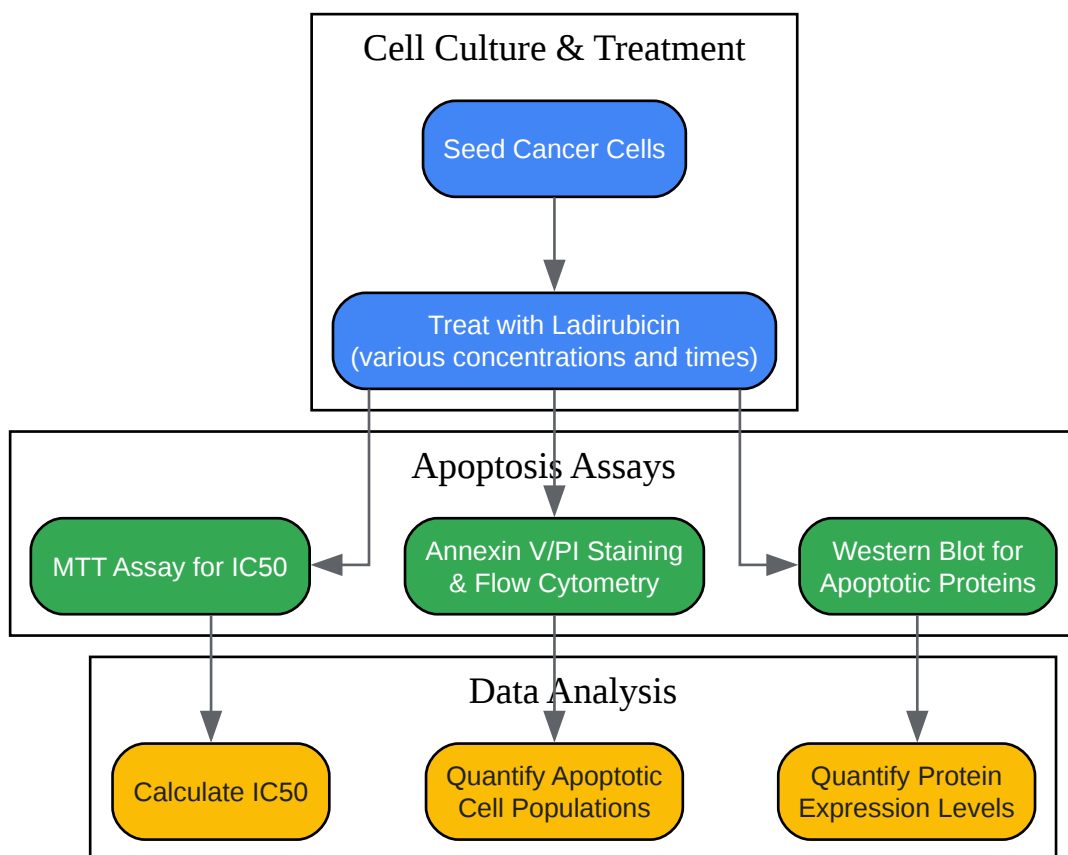 Cell Culture & Treatment
Seed Cancer Cells
Treat with Ladirubicin
(various concentrations and times)
Apoptosis Assays
MTT Assay for IC50
Annexin V/PI Staining
& Flow Cytometry
Western Blot for
Apoptotic Proteins
Data Analysis
Calculate IC50
Quantify Apoptotic
Cell Populations
Quantify Protein
Expression Levels